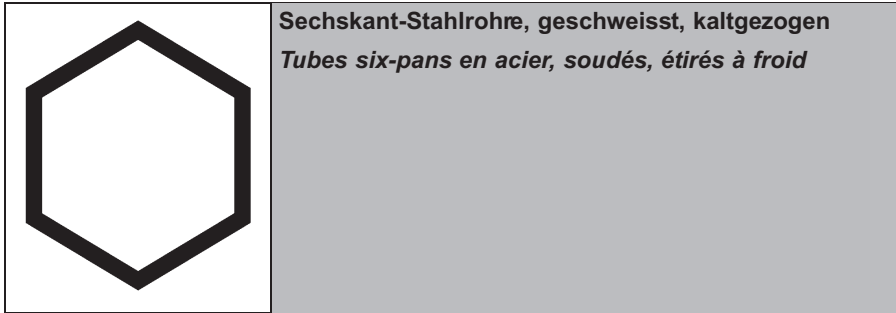 Sechskant-Stahlrohre, geschweisst, kaltgezogen
Tubes six-pans en acier, soudés, étirés à froid